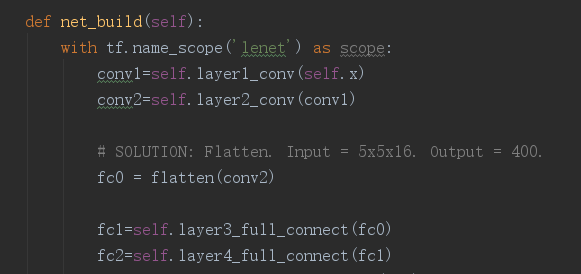 def net_build(self):
    with tf.name_scope('lenet') as scope:
        conv1=self.layer1_conv(self.x)
        conv2=self.layer2_conv(conv1)

        # SOLUTION: Flatten. Input = 5x5x16. Output = 400.
        fc0 = flatten(conv2)

        fc1=self.layer3_full_connect(fc0)
        fc2=self.layer4_full_connect(fc1)